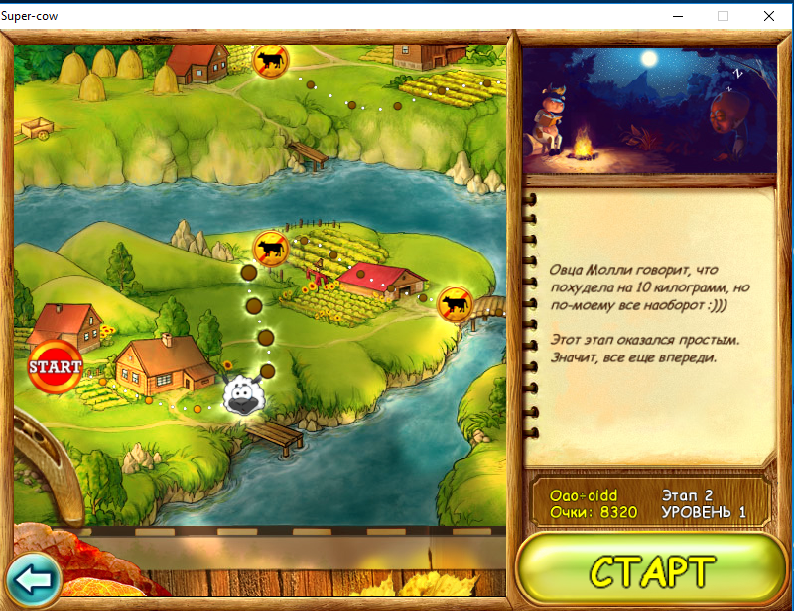 Super-cow
z
z
START
Овца Молли говорит, что
похудела на 10 килограмм, но
по-моему все наоборот :)))
Этот этап оказался простым.
Значит, все еще впереди.
Этап 2
Очки: 8320 УРОВЕНЬ 1
СТАРТ